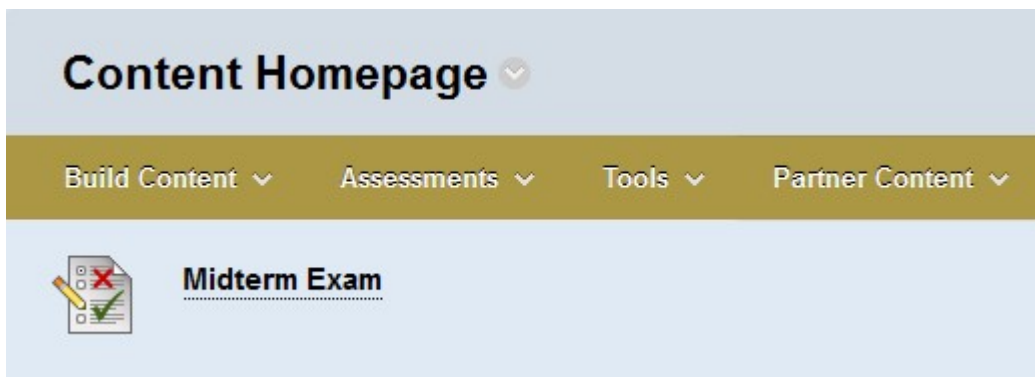 Content Homepage
Build Content Assessments Tools Partner Content
Midterm Exam